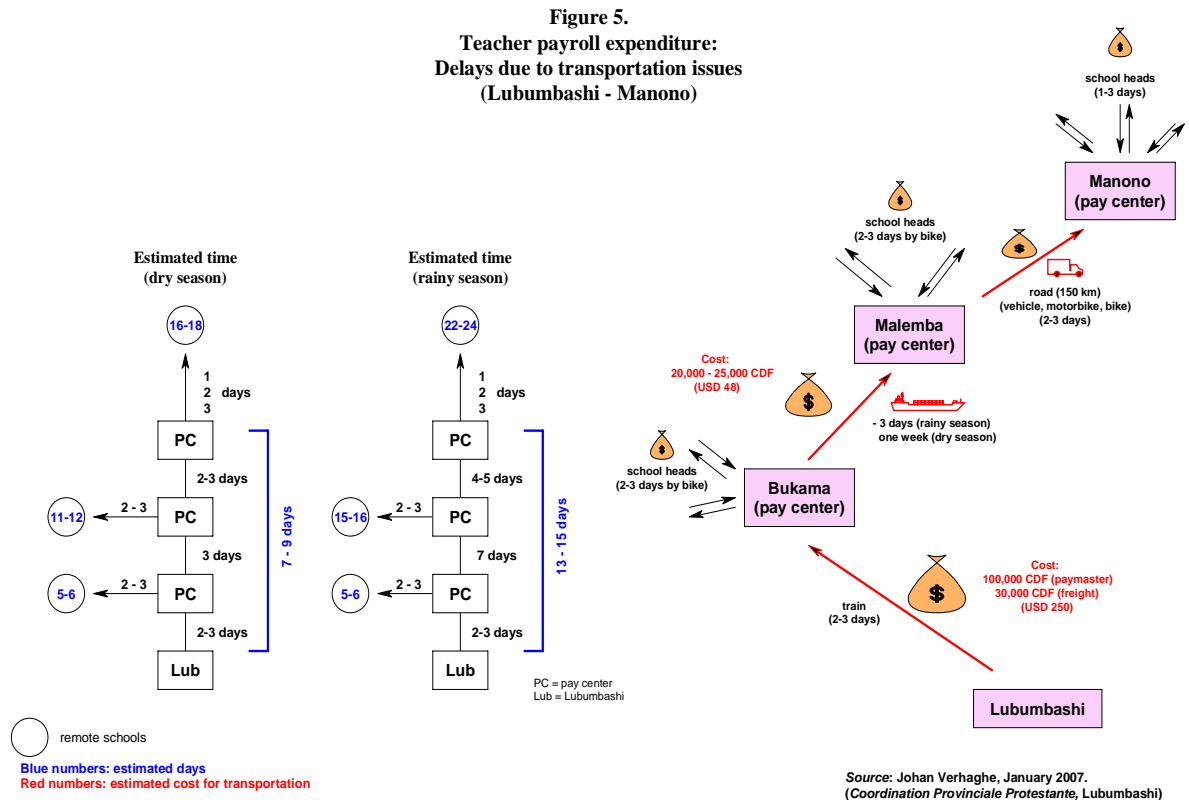 Figure 5.
Teacher payroll expenditure:
Delays due to transportation issues
(Lubumbashi - Manono)
Estimated time
(dry season)
16-18
1
2 days
3
PC
2-3 days
11-12
2 - 3
PC
3 days
5-6
2 - 3
PC
2-3 days
Lub
7 - 9 days
Estimated time
(rainy season)
22-24
1
2 days
3
PC
4-5 days
15-16
2 - 3
PC
7 days
5-6
2 - 3
PC
2-3 days
Lub
13 - 15 days
PC = pay center
Lub = Lubumbashi
remote schools
Blue numbers: estimated days
Red numbers: estimated cost for transportation
$
school heads
(1-3 days)
Manono
(pay center)
$
school heads
(2-3 days by bike)
$
road (150 km)
(vehicle, motorbike, bike)
(2-3 days)
Malemba
(pay center)
Cost:
20,000 - 25,000 CDF
(USD 48)
$
- 3 days (rainy season)
one week (dry season)
$
school heads
(2-3 days by bike)
Bukama
(pay center)
$
train
(2-3 days)
Cost:
100,000 CDF (paymaster)
30,000 CDF (freight)
(USD 250)
Lubumbashi
Source: Johan Verhaghe, January 2007.
(Coordination Provinciale Protestante, Lubumbashi)